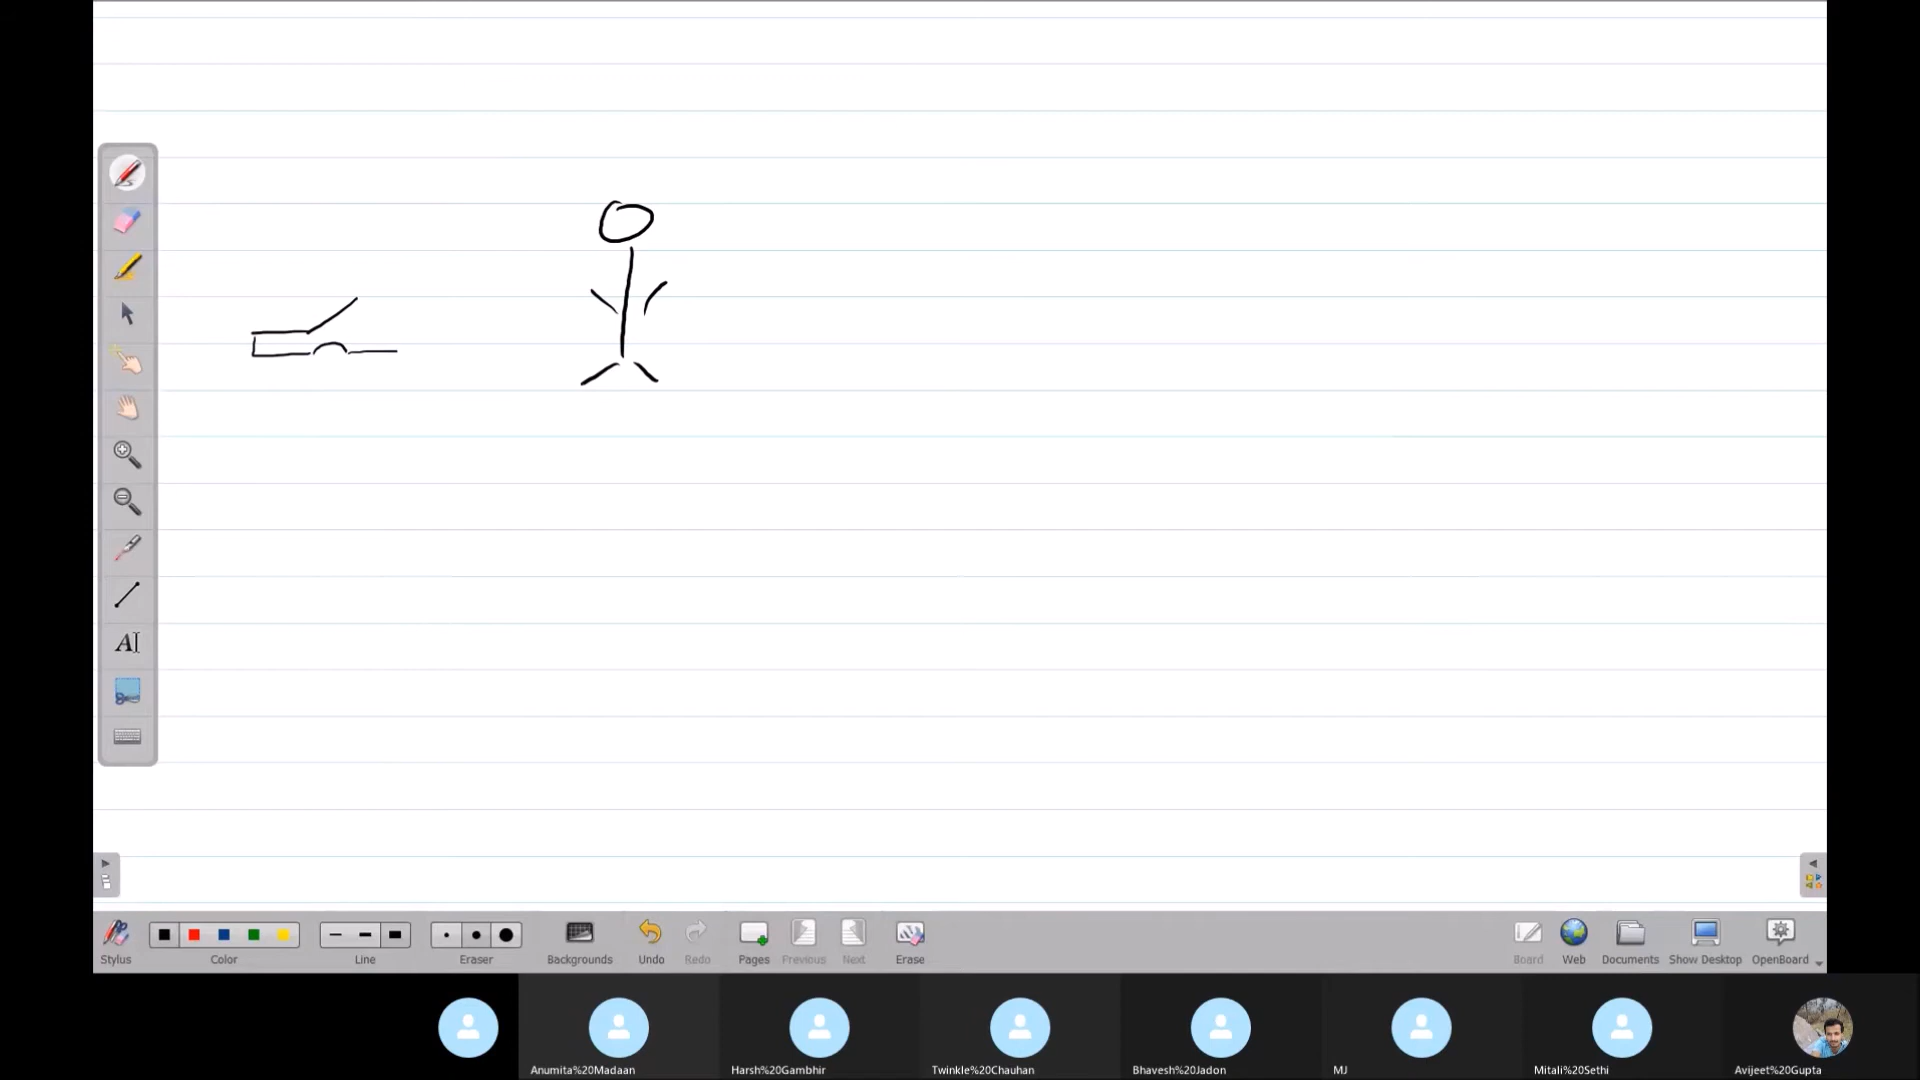 AI
Stylus
Color
Line
Eraser
Backgrounds
Undo
Redo
Pages
Previous
Next
Erase
Board
Web
Documents
Show Desktop
OpenBoard
Anumita%20Madaan
Harsh%20Gambhir
Twinkle%20Chauhan
Bhavesh%20Jadon
MJ
Mitali%20Sethi
Avijeet%20Gupta